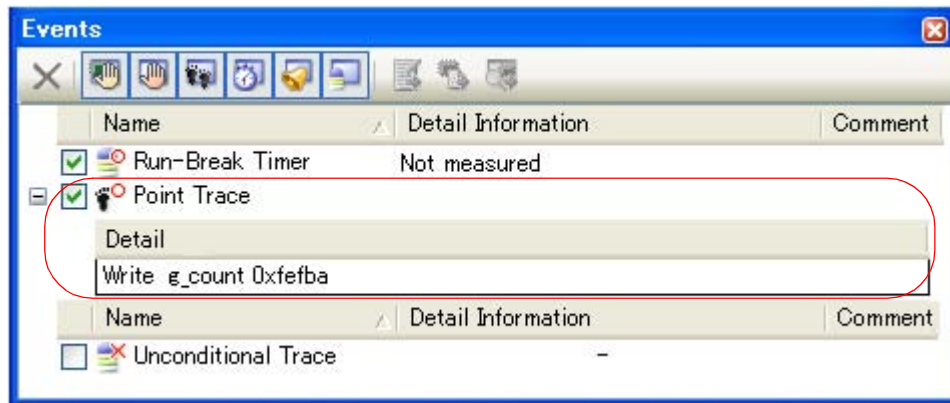 Events
Name Detail Information Comment
Run-Break Timer Not measured
Point Trace
Detail
Write g_count 0xfefba
Name Detail Information Comment
Unconditional Trace -